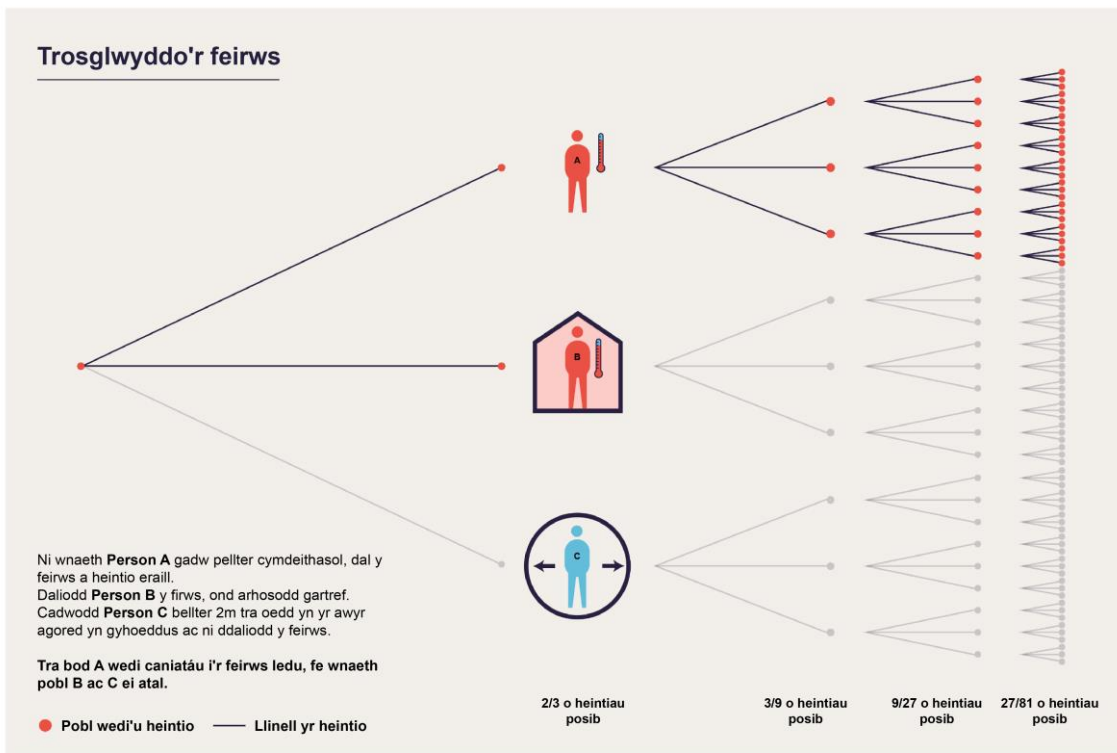 Trosglwyddo'r feirws
A
B
C
Ni wnaeth Person A gadw pellter cymdeithasol, dal y
feirws a heintio eraill.
Daliodd Person B y firws, ond arhosodd gartref.
Cadwodd Person C bellter 2m tra oedd yn yr awyr
agored yn gyhoeddus ac ni ddaliodd y feirws.
Tra bod A wedi caniatáu i'r feirws ledu, fe wnaeth
pobl B ac C ei atal.
Pobl wedi'u heintio
Llinell yr heintio
2/3 o heintiau
posib
3/9 o heintiau
posib
9/27 o heintiau
posib
27/81 o heintiau
posib